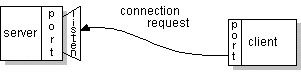 server
port
listen
connection
request
port
client